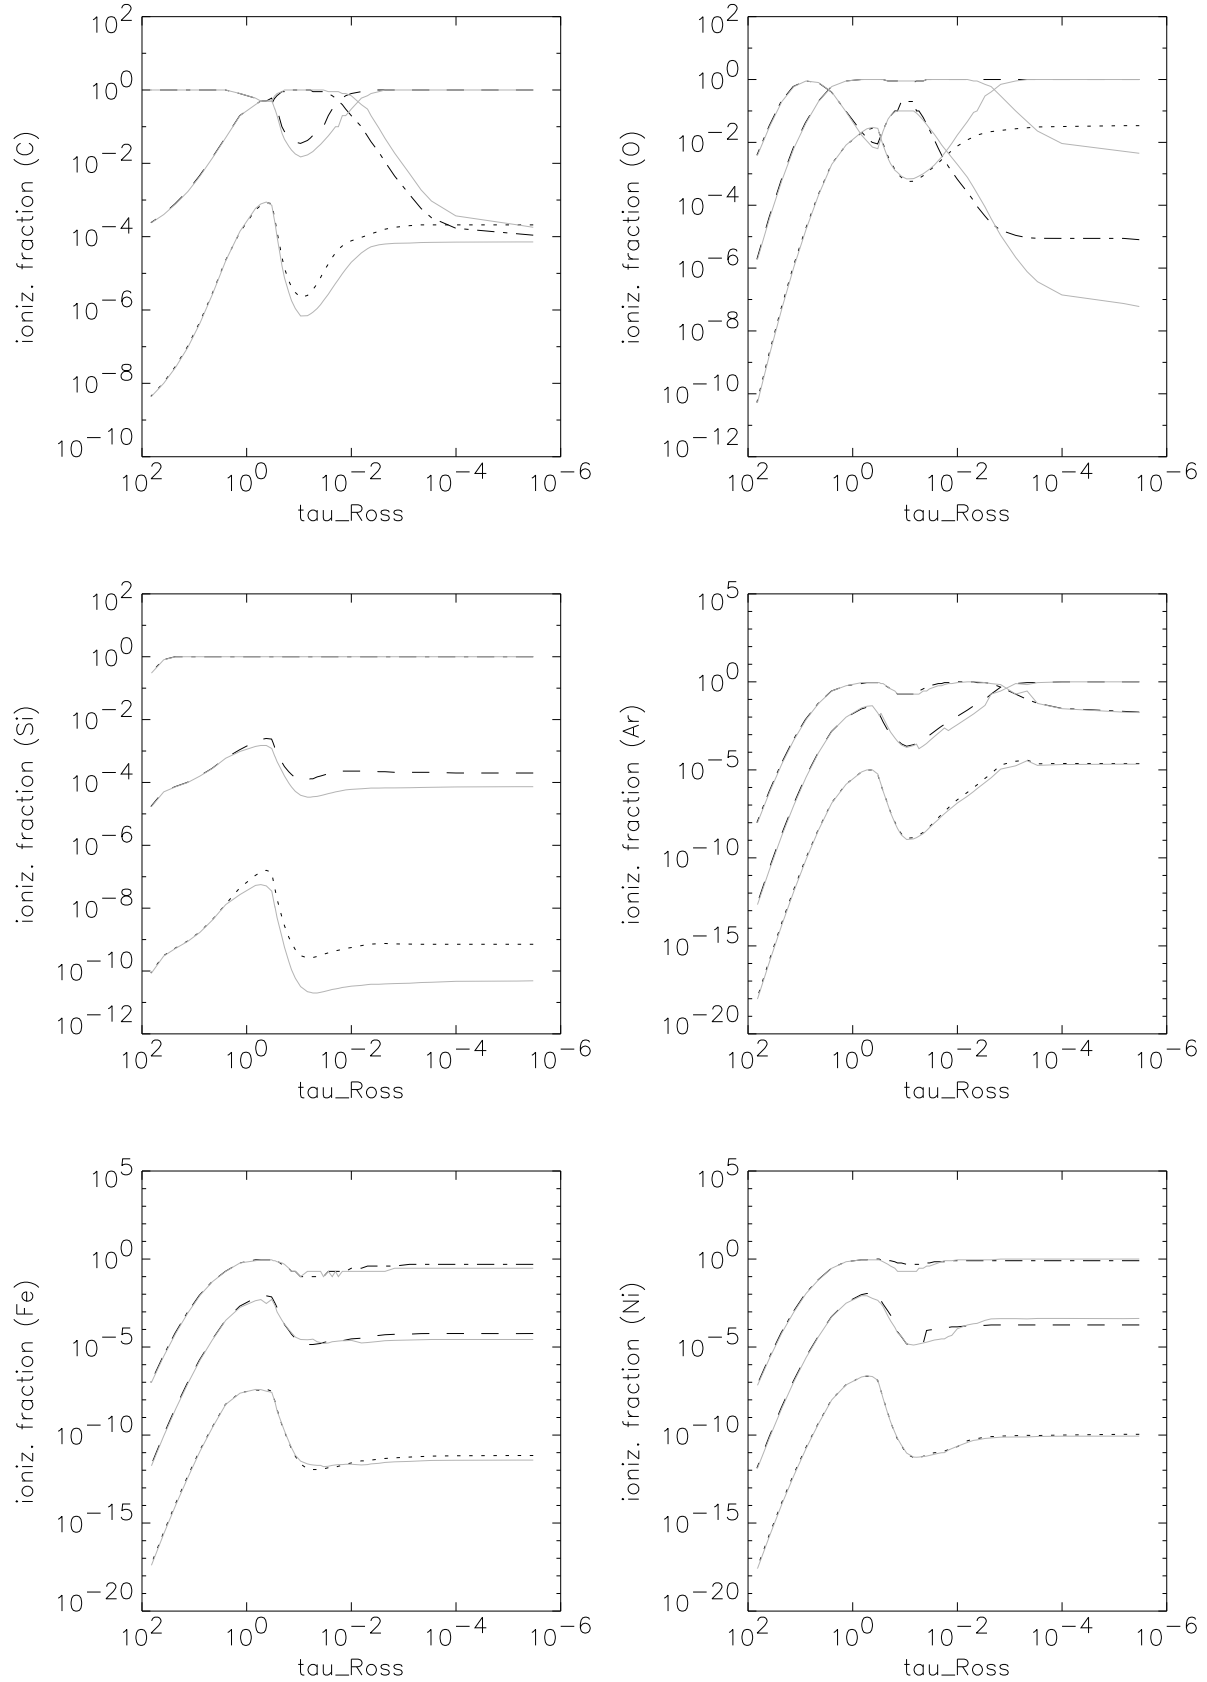 10^2 10^2
10^0 10^0
10^-2 10^-2
10^-4 10^-4
10^-6 10^-6
10^-8 10^-8
10^-10 10^-10
10^-12
ioniz. fraction (C) ioniz. fraction (O)
10^2 10^0 10^-2 10^-4 10^-6 10^2 10^0 10^-2 10^-4 10^-6
tau_Ross tau_Ross
10^2 10^5
10^0 10^0
10^-2 10^-5
10^-4 10^-10
10^-6 10^-15
10^-8 10^-20
10^-10
10^-12
ioniz. fraction (Si) ioniz. fraction (Ar)
10^2 10^0 10^-2 10^-4 10^-6 10^2 10^0 10^-2 10^-4 10^-6
tau_Ross tau_Ross
10^5 10^5
10^0 10^0
10^-5 10^-5
10^-10 10^-10
10^-15 10^-15
10^-20 10^-20
ioniz. fraction (Fe) ioniz. fraction (Ni)
10^2 10^0 10^-2 10^-4 10^-6 10^2 10^0 10^-2 10^-4 10^-6
tau_Ross tau_Ross